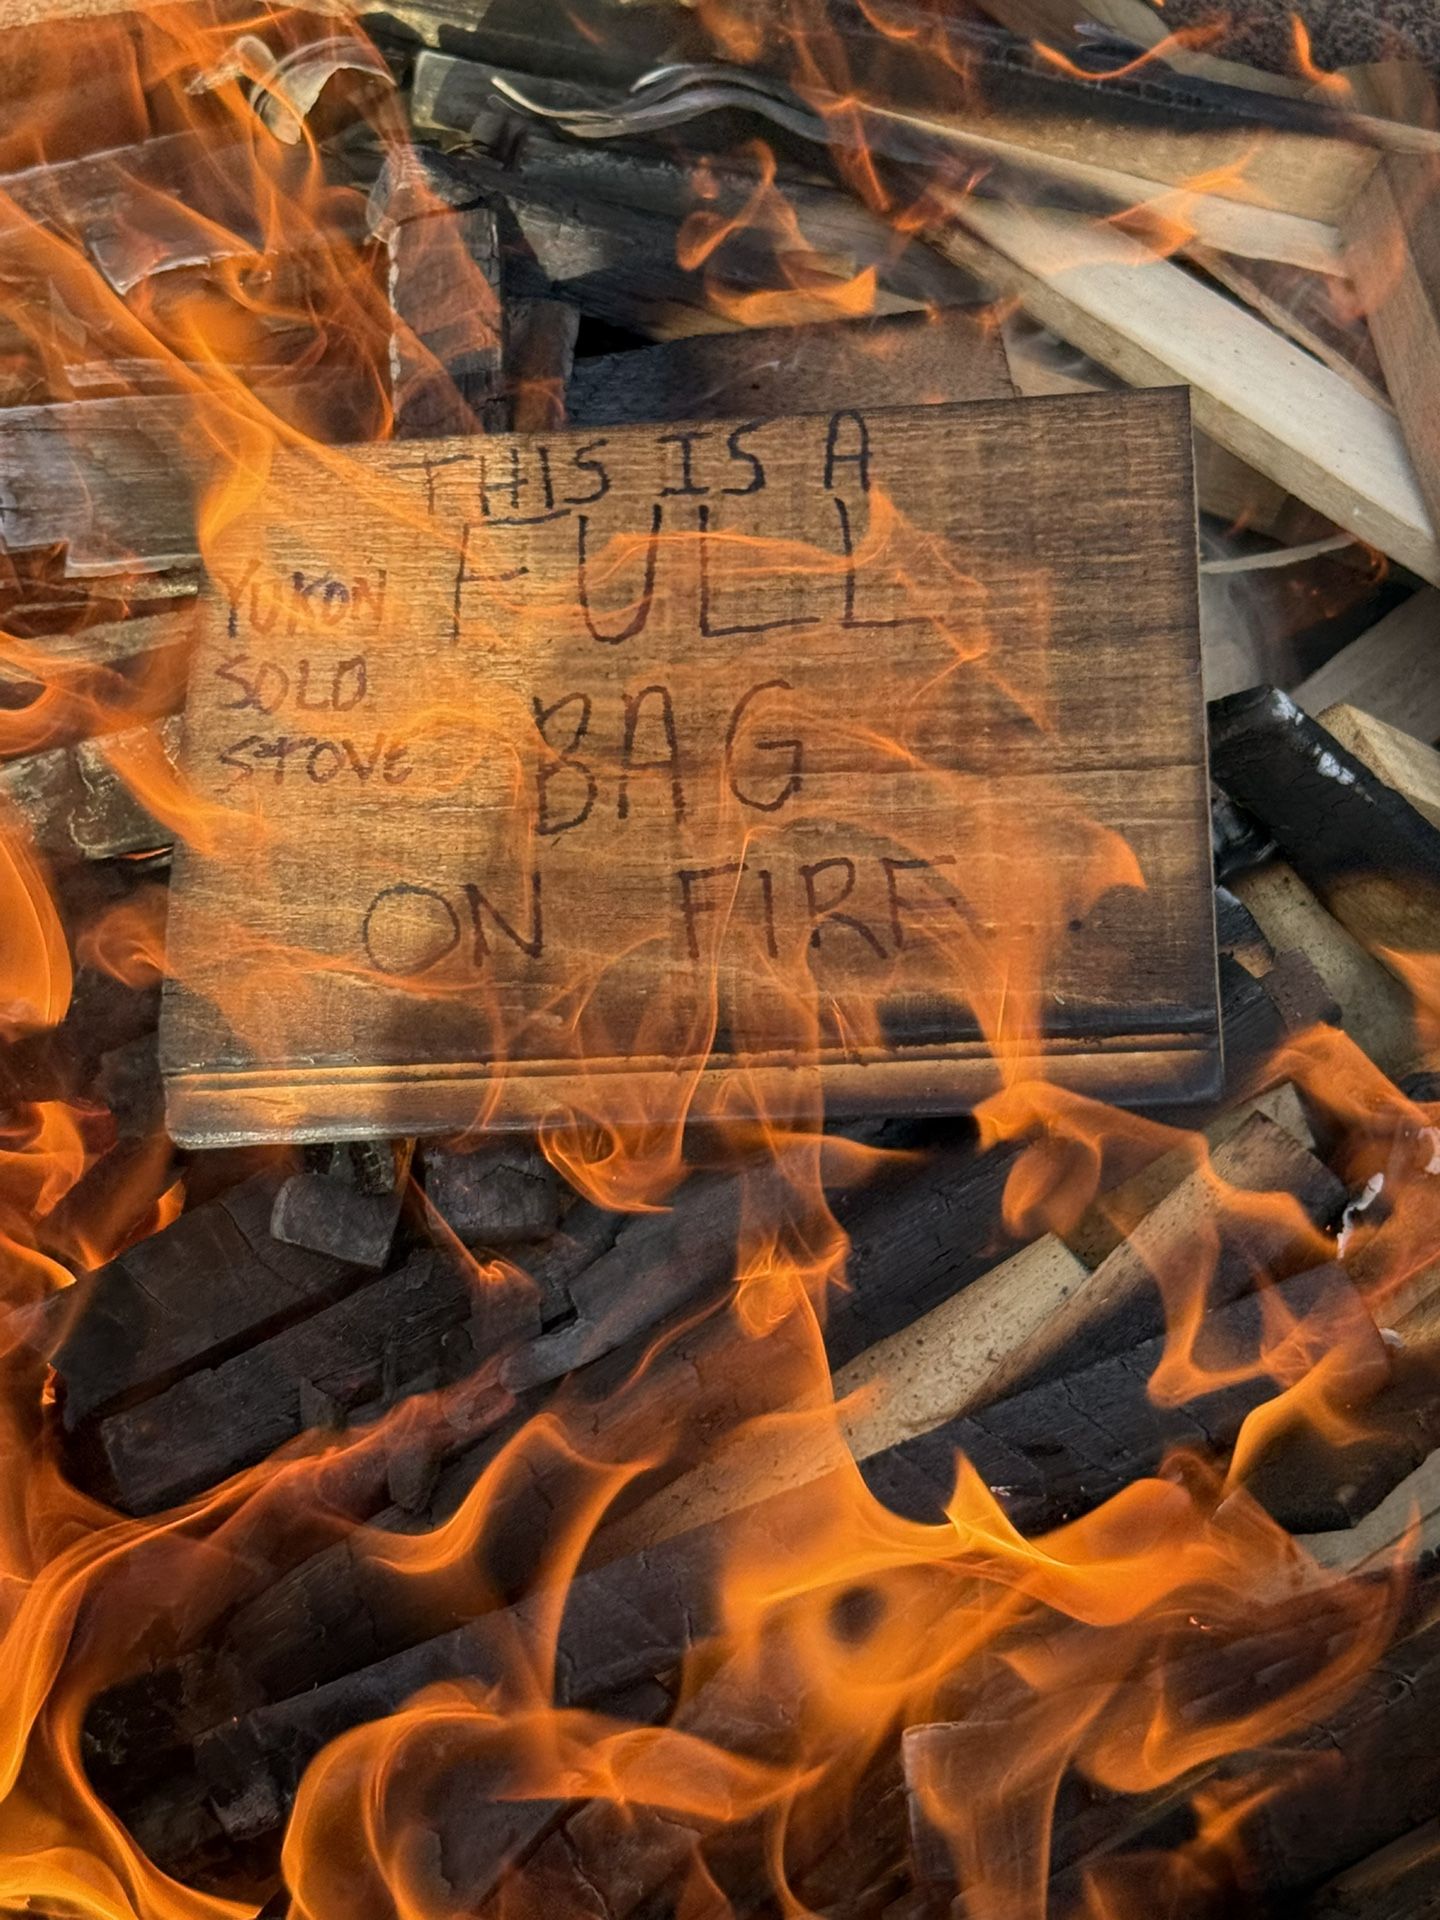 THIS IS A
FULL
BAG
ON FIRE
YUKON
SOLO
STOVE